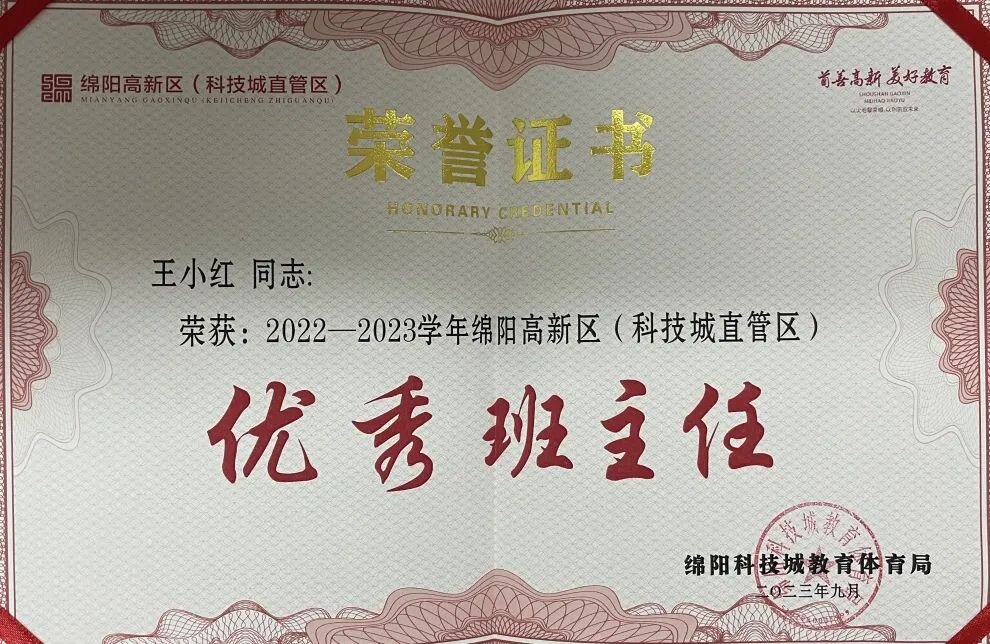 绵阳高新区（科技城直管区）
MIANYANG GAOXINQU (KEJICHENG ZHIGUANQU)
首善高新 美好教育
SHOUSHAN GAOXIN
MEIHAO JIAOYU
荣誉证书
HONORARY CREDENTIAL
王小红 同志:
荣获：2022—2023学年绵阳高新区（科技城直管区）
优秀班主任
绵阳科技城教育体育局
二〇二三年九月